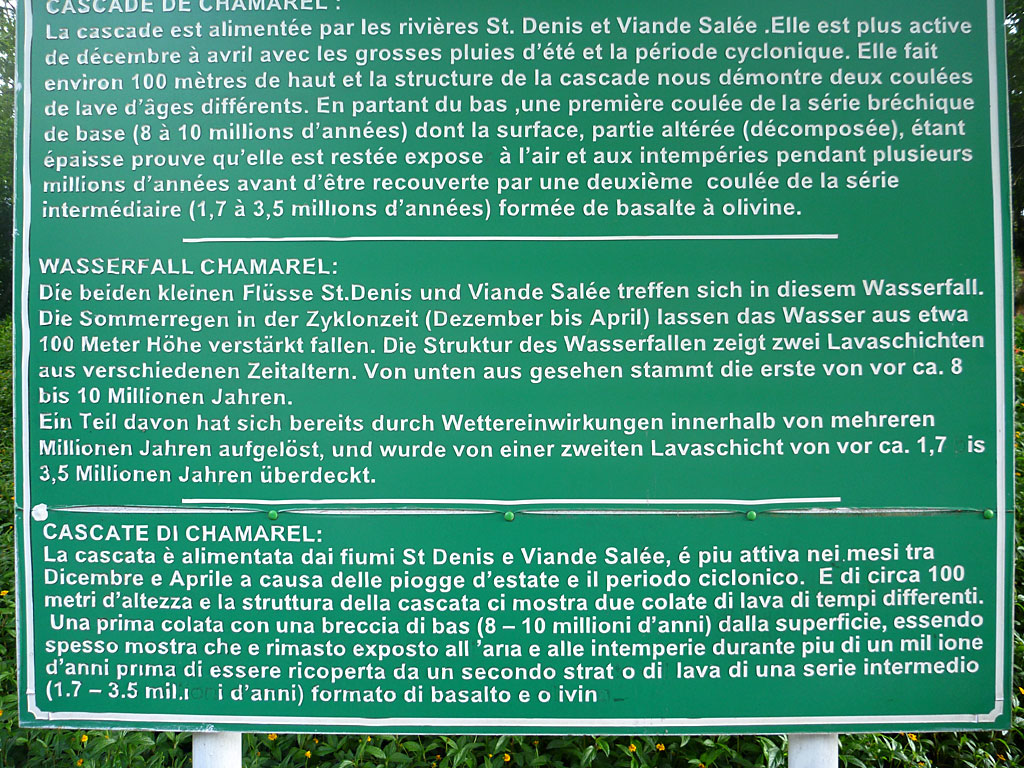 CASCADE DE CHAMAREL :
La cascade est alimentée par les rivières St. Denis et Viande Salée .Elle est plus active
de décembre à avril avec les grosses pluies d'été et la période cyclonique. Elle fait
environ 100 mètres de haut et la structure de la cascade nous démontre deux coulées
de lave d'âges différents. En partant du bas ,une première coulée de la série bréchique
de base (8 à 10 millions d'années) dont la surface, partie altérée (décomposée), étant
épaisse prouve qu'elle est restée expose à l'air et aux intempéries pendant plusieurs
millions d'années avant d'être recouverte par une deuxième coulée de la série
intermédiaire (1,7 à 3,5 millions d'années) formée de basalte à olivine.
WASSERFALL CHAMAREL:
Die beiden kleinen Flüsse St.Denis und Viande Salée treffen sich in diesem Wasserfall.
Die Sommerregen in der Zyklonzeit (Dezember bis April) lassen das Wasser aus etwa
100 Meter Höhe verstärkt fallen. Die Struktur des Wasserfallen zeigt zwei Lavaschichten
aus verschiedenen Zeitaltern. Von unten aus gesehen stammt die erste von vor ca. 8
bis 10 Millionen Jahren.
Ein Teil davon hat sich bereits durch Wettereinwirkungen innerhalb von mehreren
Millionen Jahren aufgelöst, und wurde von einer zweiten Lavaschicht von vor ca. 1,7 is
3,5 Millionen Jahren überdeckt.
CASCATE DI CHAMAREL:
La cascata è alimentata dai fiumi St Denis e Viande Salée, é piu attiva nei mesi tra
Dicembre e Aprile a causa delle piogge d'estate e il periodo ciclonico. E di circa 100
metri d'altezza e la struttura della cascata ci mostra due colate di lava di tempi differenti.
Una prima colata con una breccia di bas (8 – 10 millioni d'anni) dalla superficie, essendo
spesso mostra che e rimasto exposto all 'aria e alle intemperie durante piu di un mil ione
d'anni prima di essere ricoperta da un secondo strat o di lava di una serie intermedio
(1.7 – 3.5 mil.i i d'anni) formato di basalto e o ivin